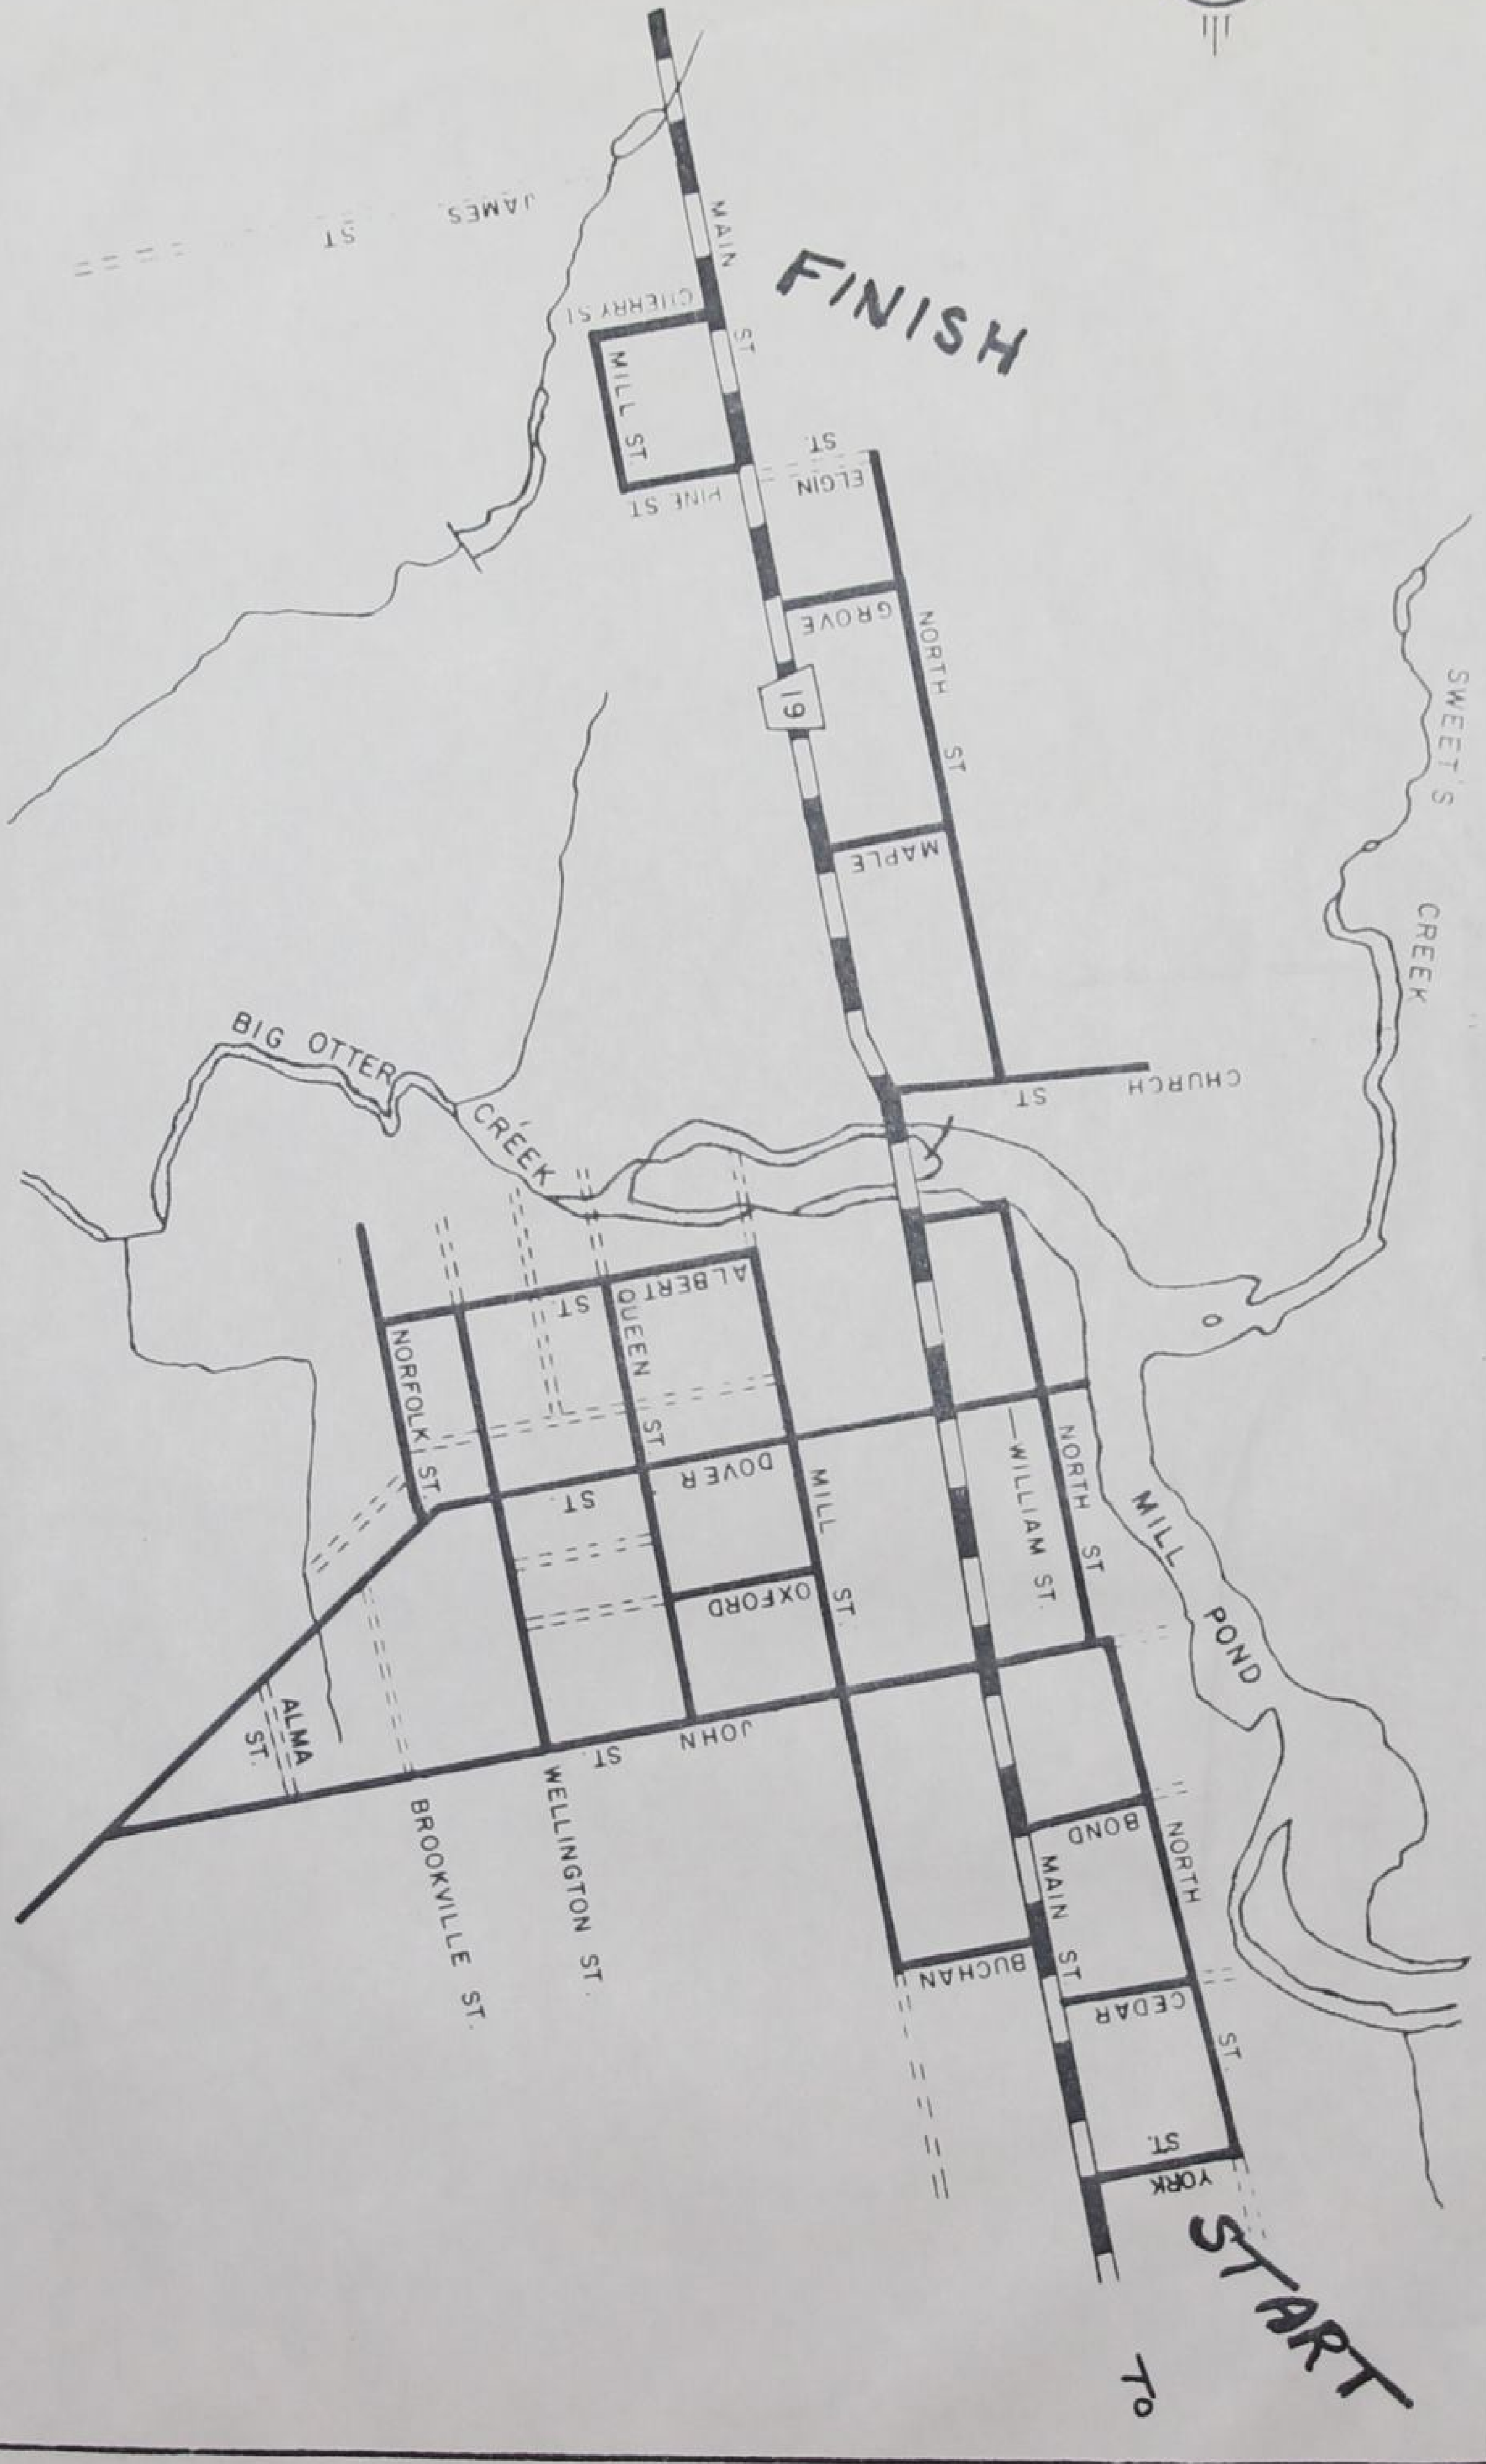 MAIN ST
FINISH
JAMES ST
CHERRY ST
MILL ST.
PINE ST
ELGIN ST.
GROVE
NORTH ST
19
MAPLE
SWEET'S CREEK
CHURCH ST
BIG OTTER CREEK
ALBERT ST.
QUEEN ST.
NORFOLK ST.
DOVER ST.
MILL ST.
OXFORD
WILLIAM ST.
NORTH ST
MILL POND
JOHN ST.
ALMA ST.
BROOKVILLE ST.
WELLINGTON ST.
BOND
NORTH ST.
MAIN ST
BUCHAN
CEDAR
YORK ST.
START
To